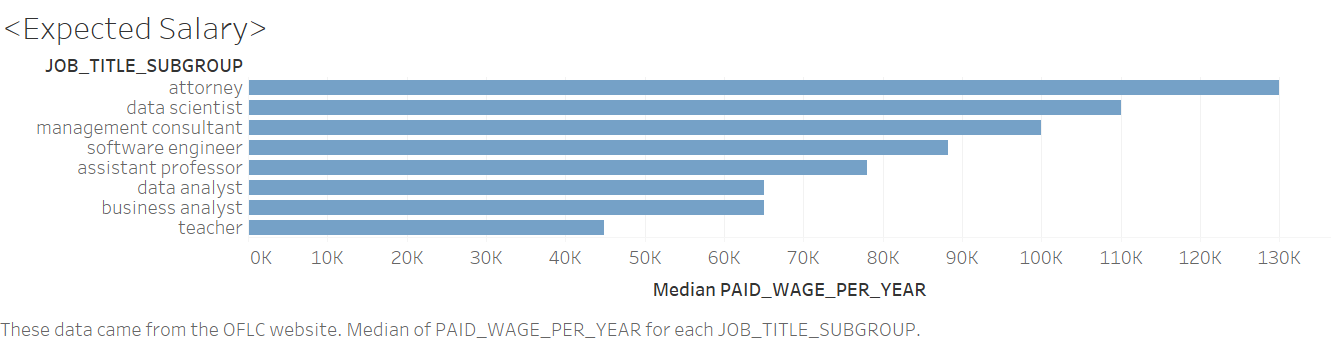 <Expected Salary>
JOB_TITLE_SUBGROUP
attorney
data scientist
management consultant
software engineer
assistant professor
data analyst
business analyst
teacher
0K 10K 20K 30K 40K 50K 60K 70K 80K 90K 100K 110K 120K 130K
Median PAID_WAGE_PER_YEAR
These data came from the OFLC website. Median of PAID_WAGE_PER_YEAR for each JOB_TITLE_SUBGROUP.